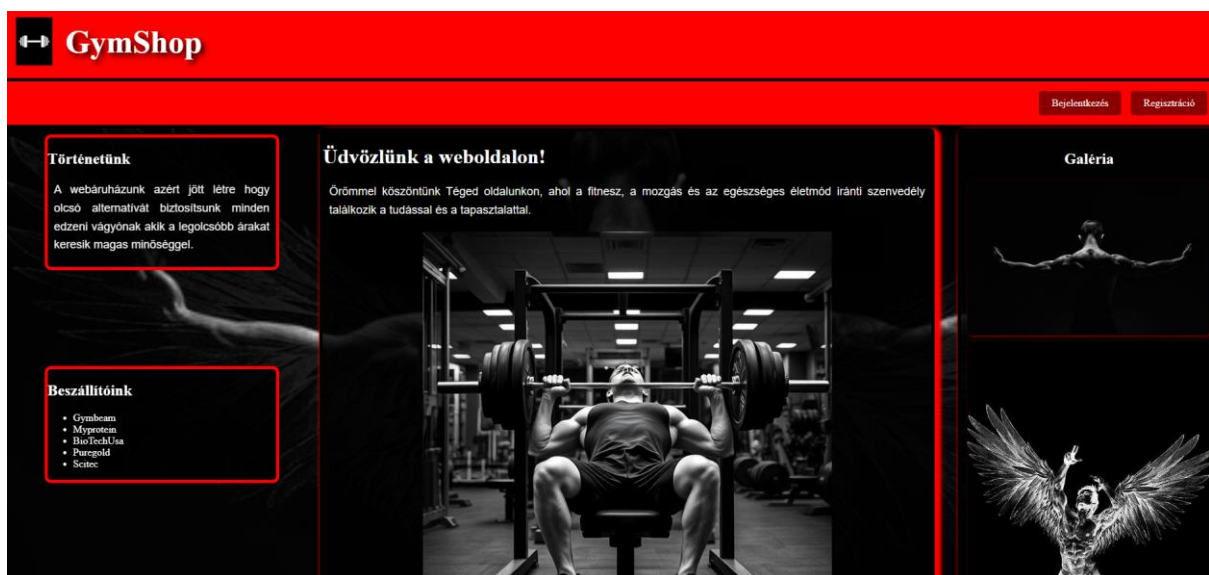 GymShop
Bejelentkezés
Regisztráció
Történetünk
A webáruházunk azért jött létre hogy
olcsó alternatívát biztosítsunk minden
edzeni vágyónak akik a legolcsóbb árakat
keresik magas minőséggel.
Beszállítóink
Gymbeam
Myprotein
BioTechUsa
Puregold
Scitec
Üdvözlünk a weboldalon!
Örömmel köszöntünk Téged oldalunkon, ahol a fitnesz, a mozgás és az egészséges életmód iránti szenvedély
találkozik a tudással és a tapasztalattal.
Galéria